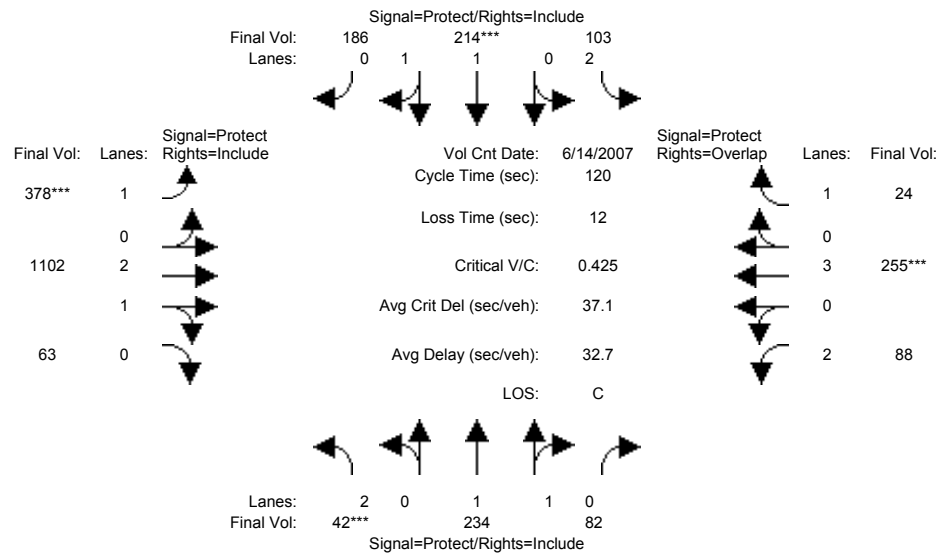 Signal=Protect/Rights=Include
Final Vol: 186 214*** 103
Lanes: 0 1 1 0 2
Signal=Protect Signal=Protect
Final Vol: Lanes: Rights=Include Vol Cnt Date: 6/14/2007 Rights=Overlap Lanes: Final Vol:
Cycle Time (sec): 120
378*** 1 1 24
Loss Time (sec): 12
0 0
1102 2 Critical V/C: 0.425 3 255***
1 Avg Crit Del (sec/veh): 37.1 0
63 0 Avg Delay (sec/veh): 32.7 2 88
LOS: C
Lanes: 2 0 1 1 0
Final Vol: 42*** 234 82
Signal=Protect/Rights=Include